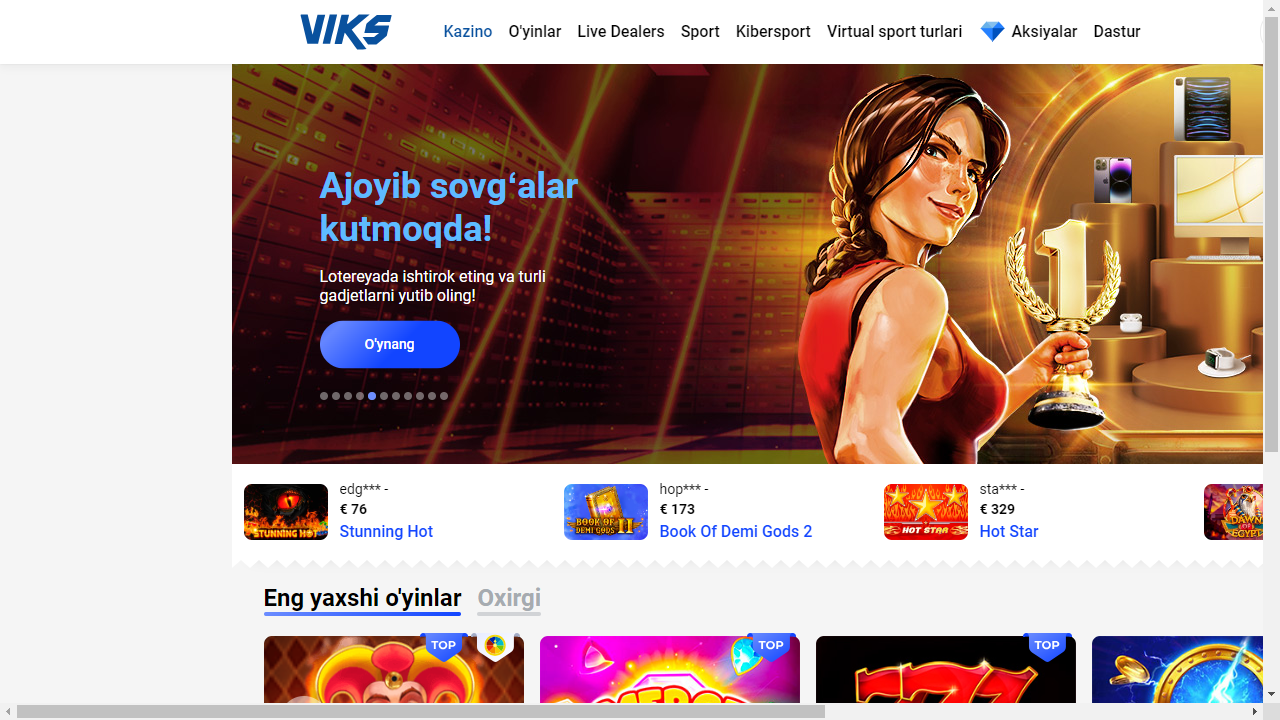 VIKS
Kazino O'yinlar Live Dealers Sport Kibersport Virtual sport turlari Aksiyalar Dastur
Ajoyib sovg‘alar
kutmoqda!
Lotereyada ishtirok eting va turli
gadjetlarni yutib oling!
O'ynang
1
edg*** -
€ 76
Stunning Hot
STUNNING HOT
hop*** -
€ 173
Book Of Demi Gods 2
BOOK OF
DEMI GODS II
sta*** -
€ 329
Hot Star
HOT STAR
DAWN
OF
EGYPT
Eng yaxshi o'yinlar Oxirgi
TOP
TOP
TOP
777